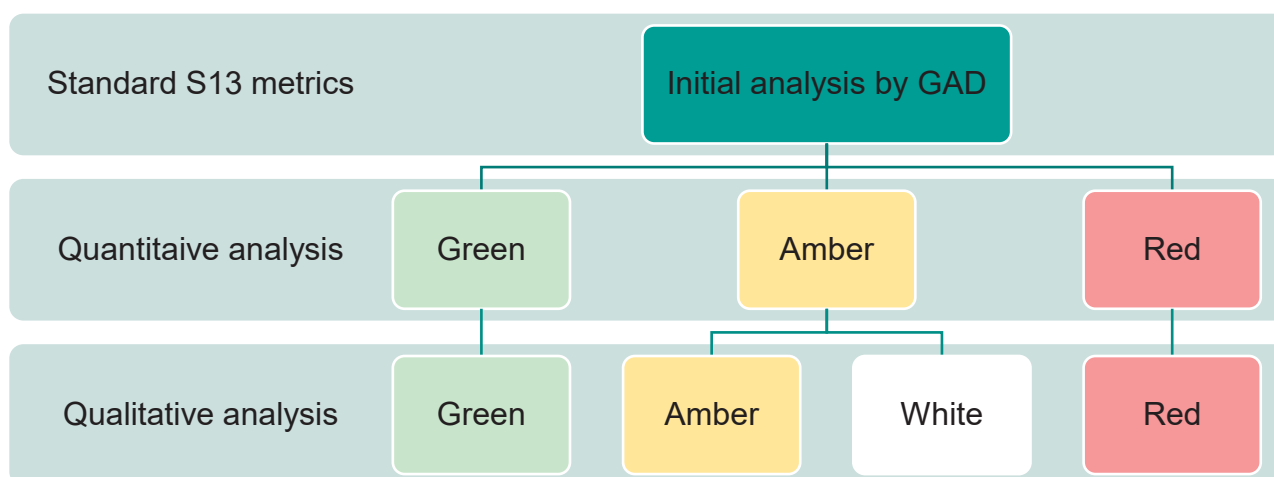 Standard S13 metrics
Initial analysis by GAD
Quantitaive analysis
Green
Amber
Red
Qualitative analysis
Green
Amber
White
Red